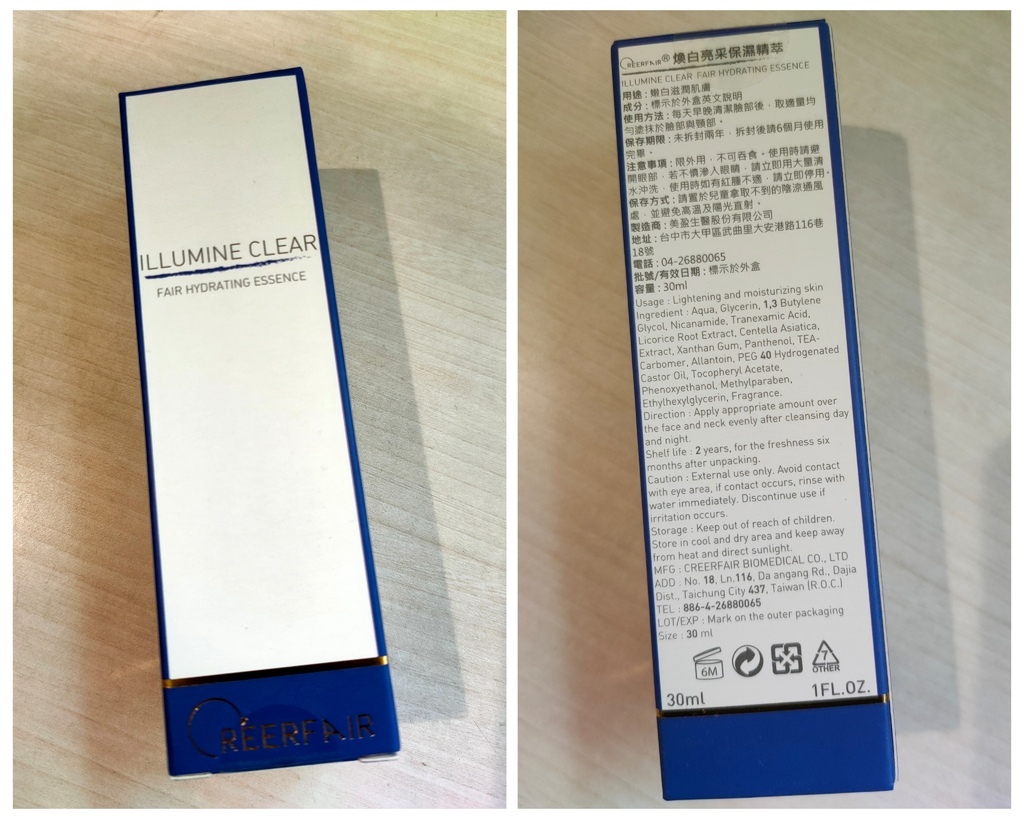 ILLUMINE CLEAR
FAIR HYDRATING ESSENCE
CREERFAIR
CREERFAIR® 煥白亮采保濕精萃
ILLUMINE CLEAR FAIR HYDRATING ESSENCE
用途：嫩白滋潤肌膚
成分：標示於外盒英文說明
使用方法：每天早晚清潔臉部後，取適量均
勻塗抹於臉部與頸部。
保存期限：未拆封兩年，拆封後請6個月使用
完畢。
注意事項：限外用，不可吞食。使用時請避
開眼部，若不慎滲入眼睛，請立即用大量清
水沖洗，使用時如有紅腫不適，請立即停用。
保存方式：請置於兒童拿取不到的陰涼通風
處，並避免高溫及陽光直射。
製造商：美盈生醫股份有限公司
地址：台中市大甲區武曲里大安港路116巷
18號
電話：04-26880065
批號/有效日期：標示於外盒
容量：30ml
Usage : Lightening and moisturizing skin
Ingredient : Aqua, Glycerin, 1,3 Butylene
Glycol, Nicanamide, Tranexamic Acid,
Licorice Root Extract, Centella Asiatica,
Extract, Xanthan Gum, Panthenol, TEA-
Carbomer, Allantoin, PEG 40 Hydrogenated
Castor Oil, Tocopheryl Acetate,
Phenoxyethanol, Methylparaben,
Ethylhexylglycerin, Fragrance.
Direction : Apply appropriate amount over
the face and neck evenly after cleansing day
and night.
Shelf life : 2 years, for the freshness six
months after unpacking.
Caution : External use only. Avoid contact
with eye area, if contact occurs, rinse with
water immediately. Discontinue use if
irritation occurs.
Storage : Keep out of reach of children.
Store in cool and dry area and keep away
from heat and direct sunlight.
MFG : CREERFAIR BIOMEDICAL CO., LTD
ADD : No. 18, Ln.116, Da angang Rd., Dajia
Dist., Taichung City 437, Taiwan (R.O.C.)
TEL : 886-4-26880065
LOT/EXP : Mark on the outer packaging
Size : 30 ml
6M
7
OTHER
30ml 1FL.OZ.